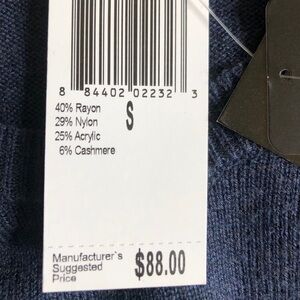 8 84402 02232 3
40% Rayon
29% Nylon
25% Acrylic
6% Cashmere
S
Manufacturer`s
Suggested
Price
$88.00